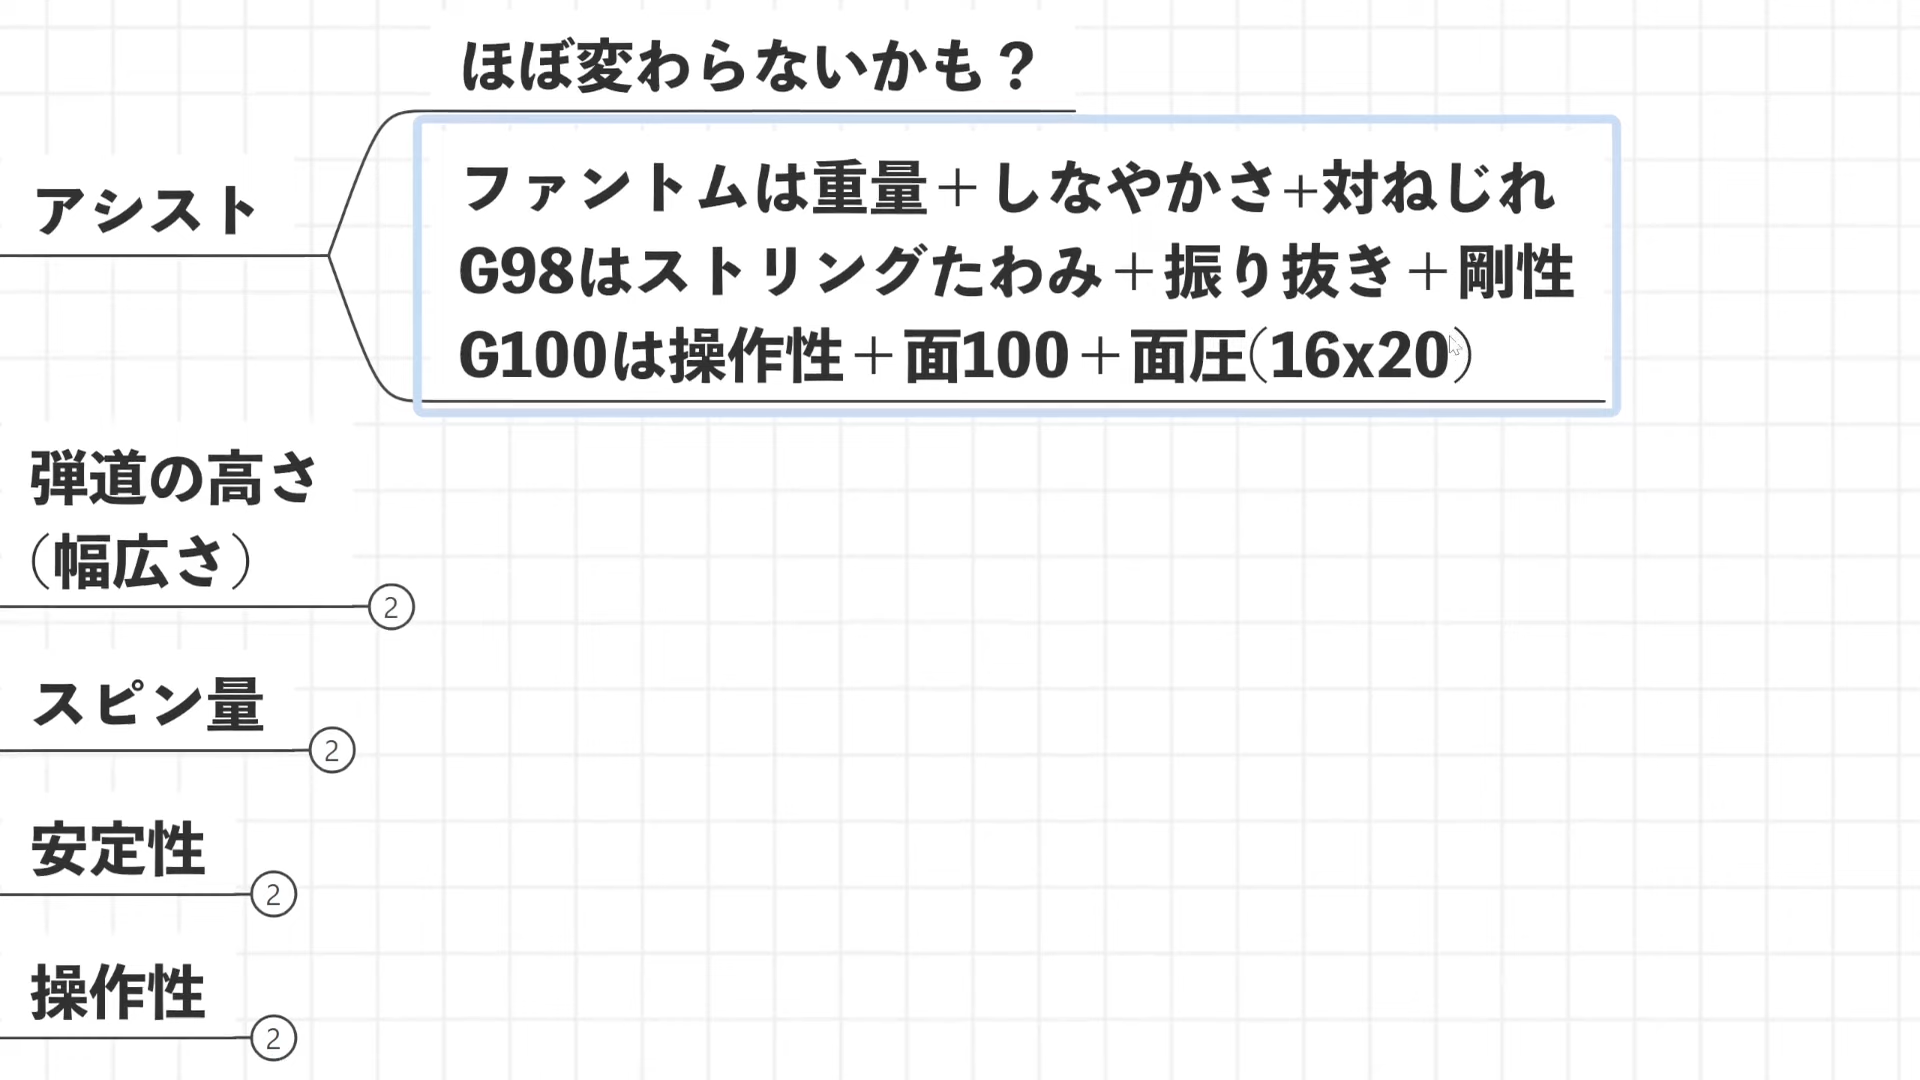 ほぼ変わらないかも？
アシスト
ファントムは重量＋しなやかさ+対ねじれ
G98はストリングたわみ＋振り抜き＋剛性
G100は操作性＋面100＋面圧(16x20)
弾道の高さ
（幅広さ）
2
スピン量
2
安定性
2
操作性
2